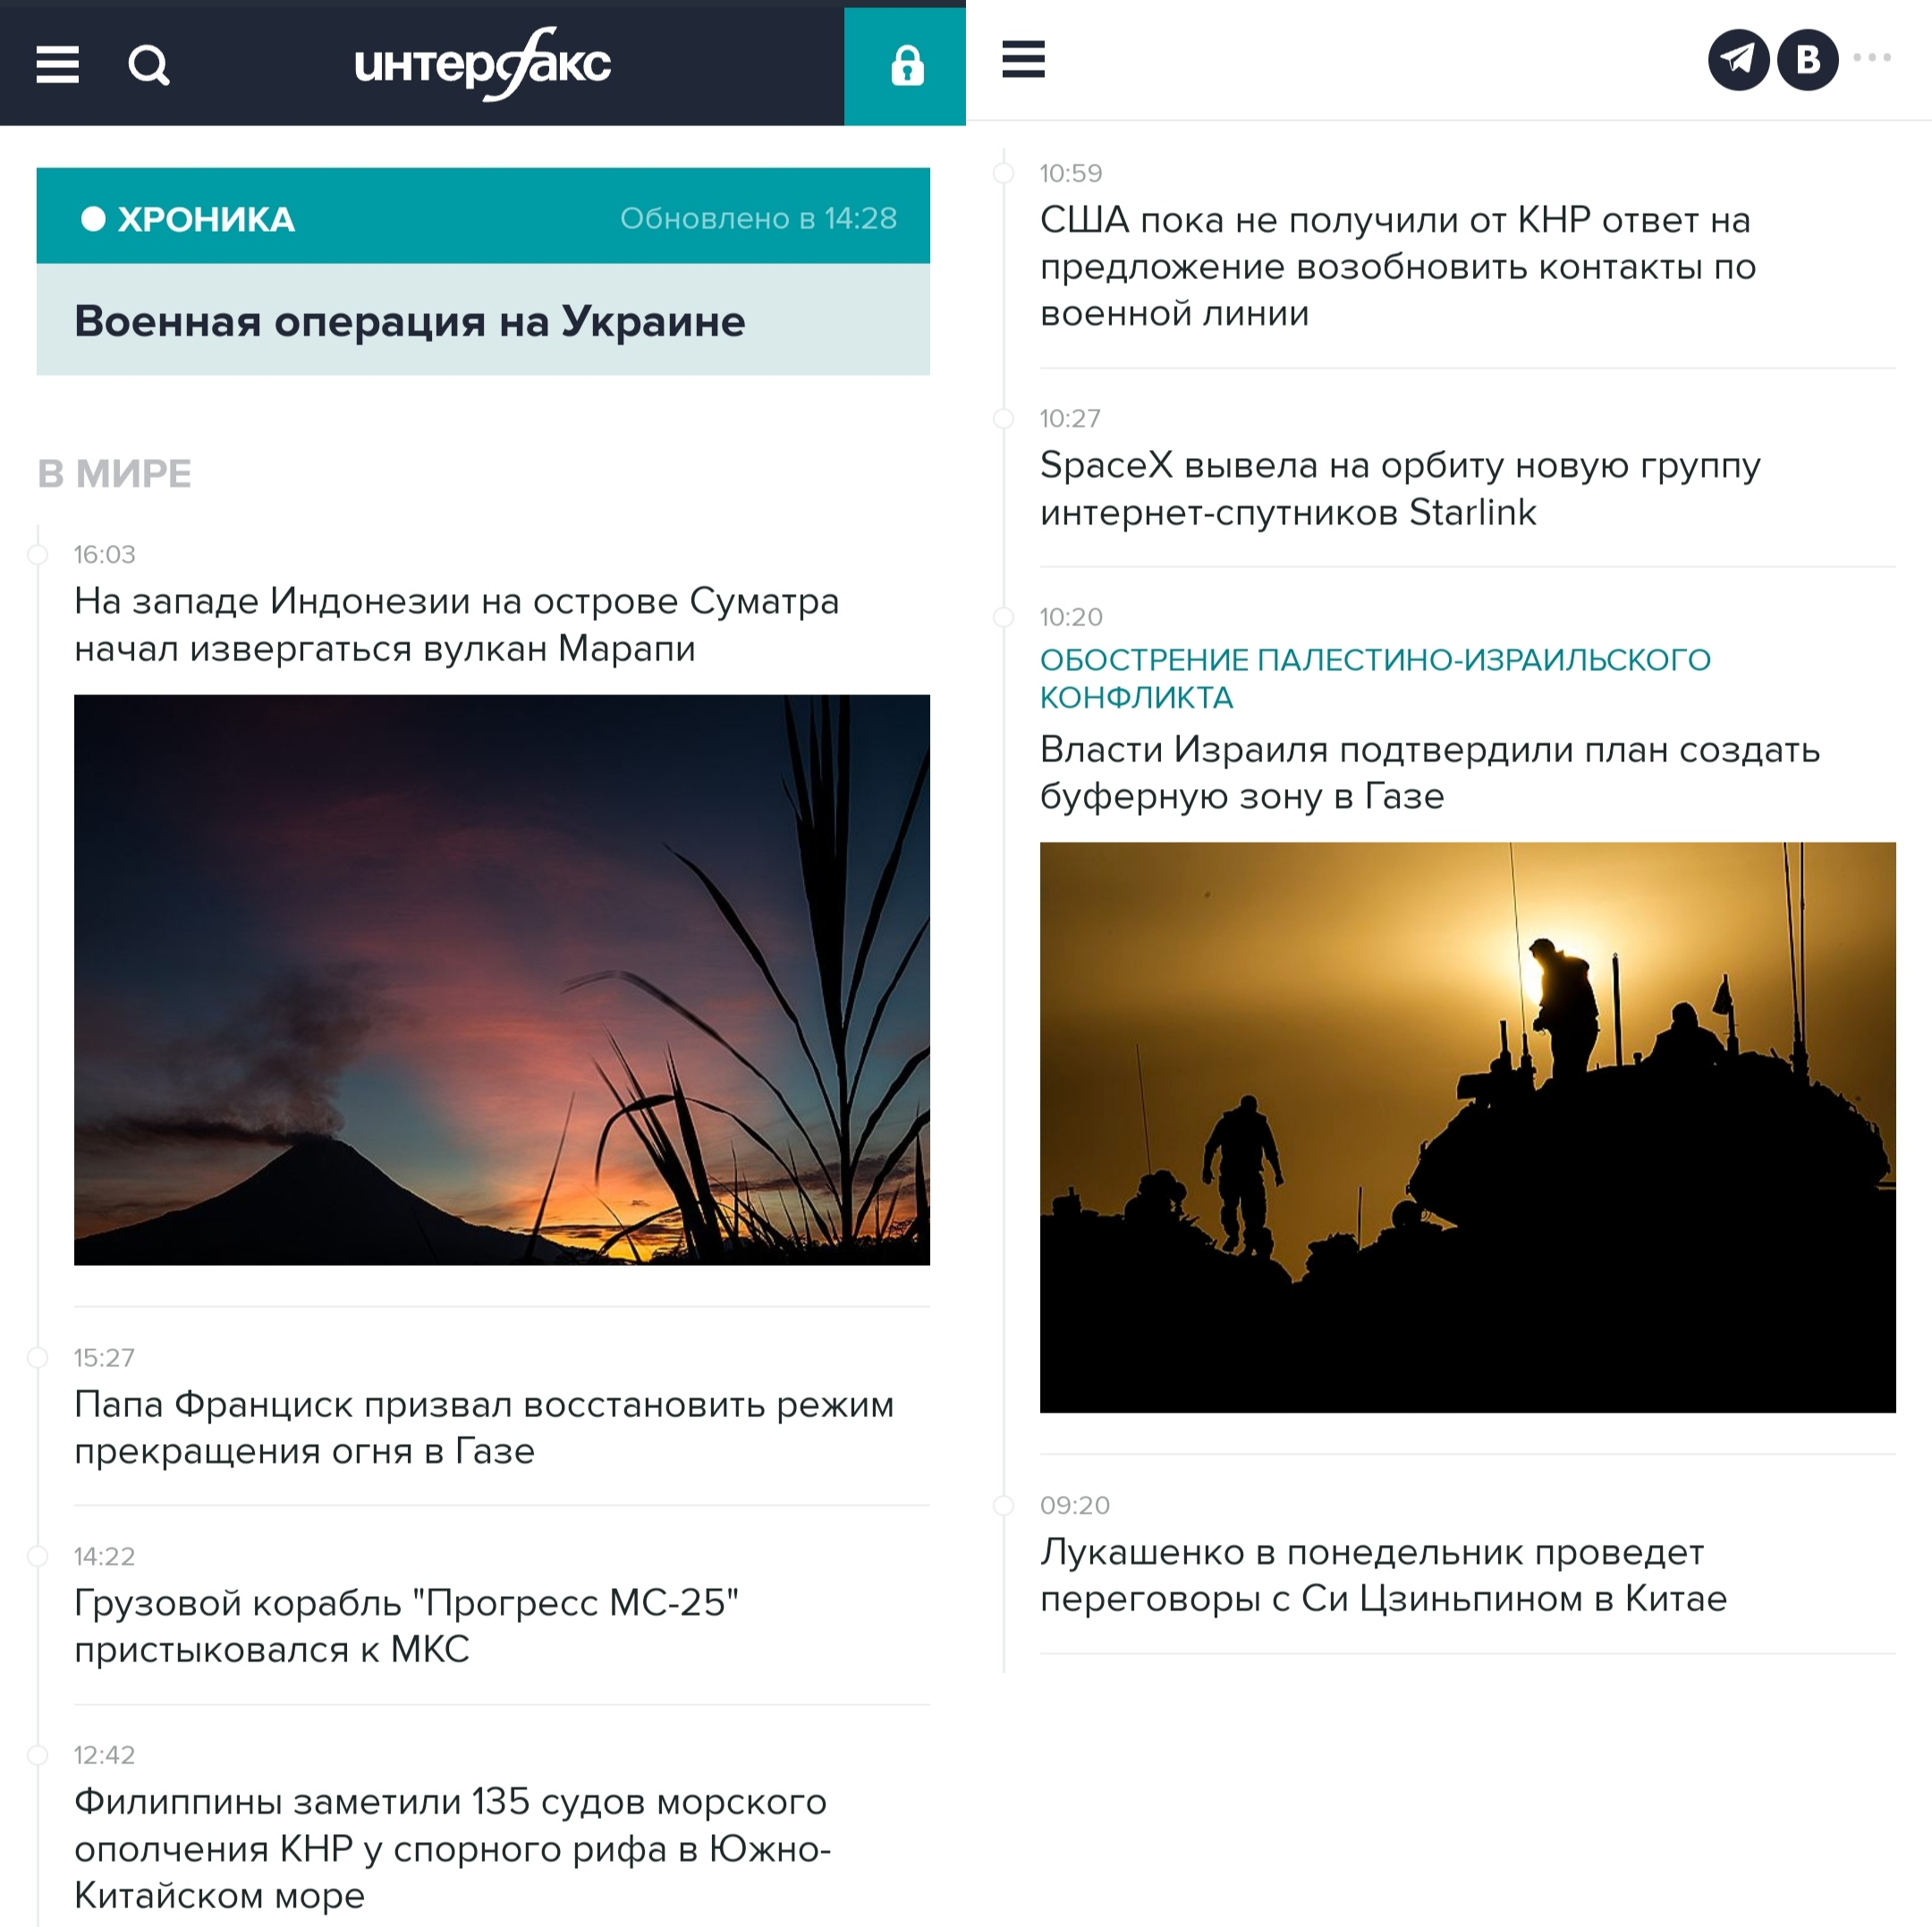 интерфакс
ХРОНИКА
Обновлено в 14:28
Военная операция на Украине
В МИРЕ
16:03
На западе Индонезии на острове Суматра
начал извергаться вулкан Марапи
15:27
Папа Франциск призвал восстановить режим
прекращения огня в Газе
14:22
Грузовой корабль "Прогресс МС-25"
пристыковался к МКС
12:42
Филиппины заметили 135 судов морского
ополчения КНР у спорного рифа в Южно-
Китайском море
В
10:59
США пока не получили от КНР ответ на
предложение возобновить контакты по
военной линии
10:27
SpaceX вывела на орбиту новую группу
интернет-спутников Starlink
10:20
ОБОСТРЕНИЕ ПАЛЕСТИНО-ИЗРАИЛЬСКОГО
КОНФЛИКТА
Власти Израиля подтвердили план создать
буферную зону в Газе
09:20
Лукашенко в понедельник проведет
переговоры с Си Цзиньпином в Китае